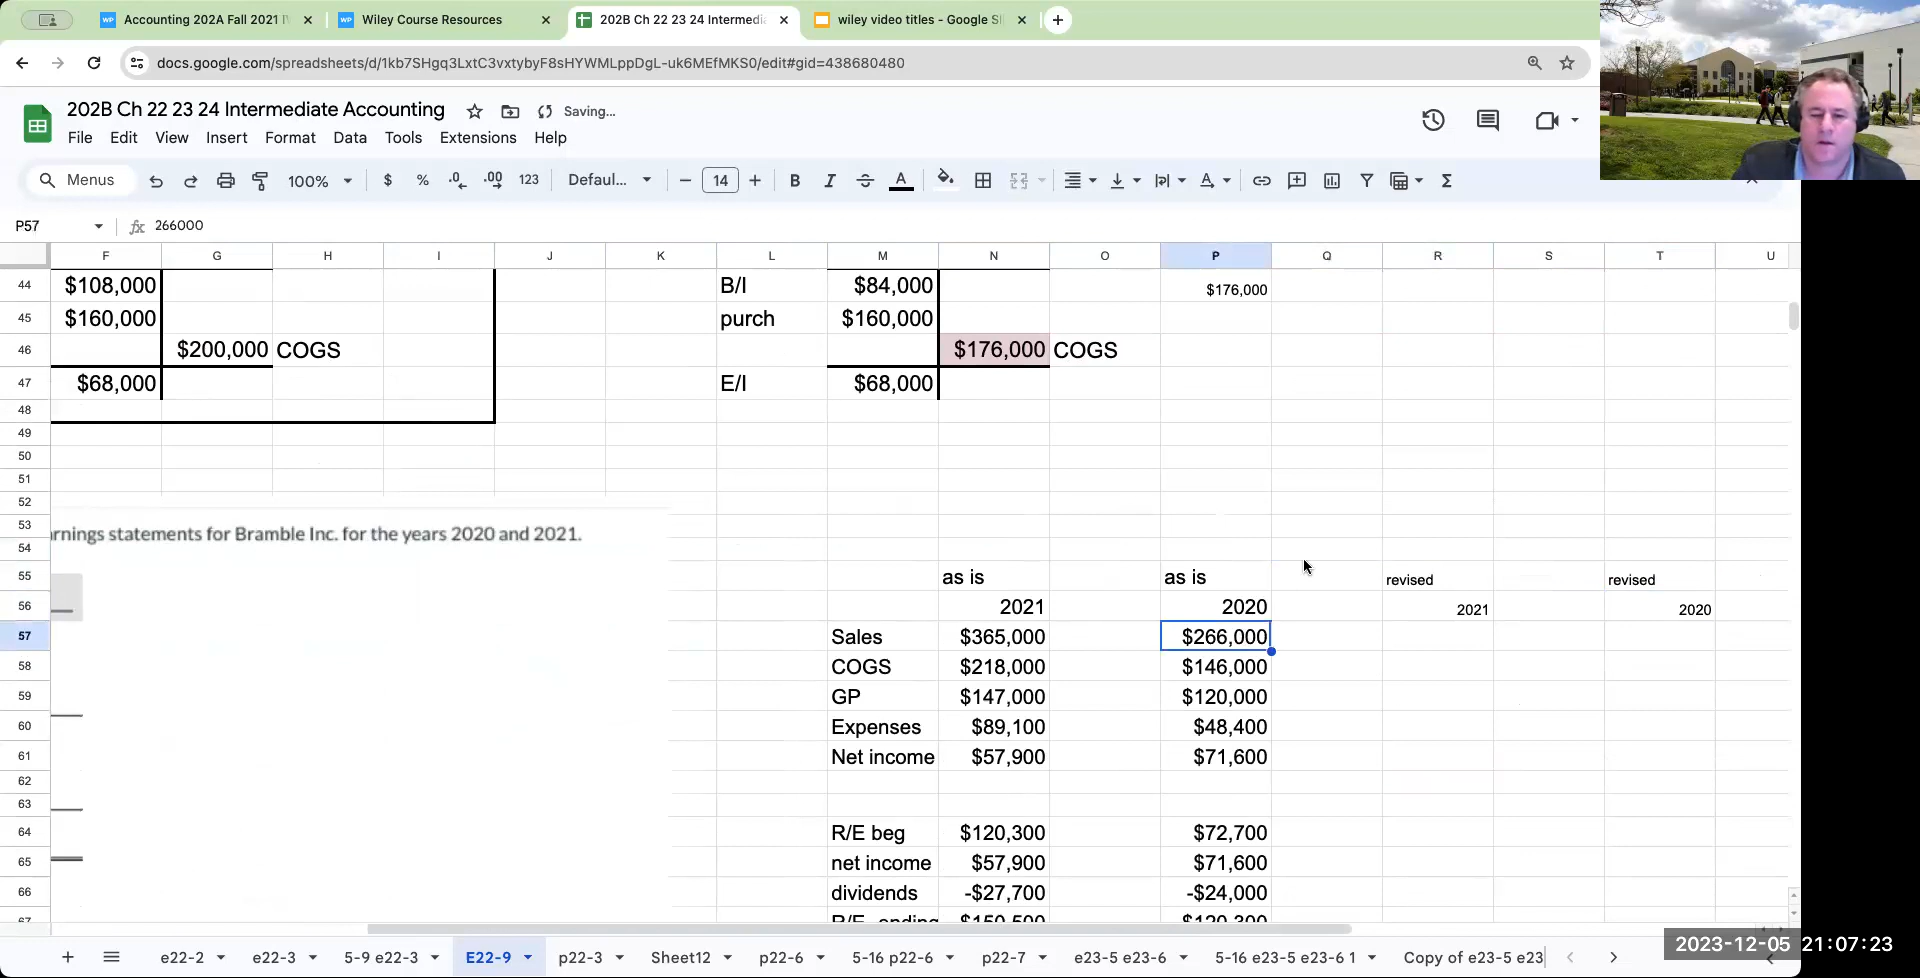 Accounting 202A Fall 2021 I
Wiley Course Resources
202B Ch 22 23 24 Intermedi
wiley video titles - Google Sl
docs.google.com/spreadsheets/d/1kb7SHgq3LxtC3vxtybyF8sHYWMLppDgL-uk6MEfMKS0/edit#gid=438680480
202B Ch 22 23 24 Intermediate Accounting
Saving...
File Edit View Insert Format Data Tools Extensions Help
Menus 100% $ % .0 .00 123 Defaul... 14 B I A
P57 fx 266000
F G H I J K L M N O P Q R S T U
44 $108,000 B/I $84,000 $176,000
45 $160,000 purch $160,000
46 $200,000 COGS $176,000 COGS
47 $68,000 E/I $68,000
48
49
50
51
52
53 rnings statements for Bramble Inc. for the years 2020 and 2021.
54
55 as is as is revised revised
56 2021 2020 2021 2020
57 Sales $365,000 $266,000
58 COGS $218,000 $146,000
59 GP $147,000 $120,000
60 Expenses $89,100 $48,400
61 Net income $57,900 $71,600
62
63
64 R/E beg $120,300 $72,700
65 net income $57,900 $71,600
66 dividends -$27,700 -$24,000
67 R/E ending $150,500 $120,300
e22-2 e22-3 5-9 e22-3 E22-9 p22-3 Sheet12 p22-6 5-16 p22-6 p22-7 e23-5 e23-6 5-16 e23-5 e23-6 1 Copy of e23-5 e23
2023-12-05 21:07:23